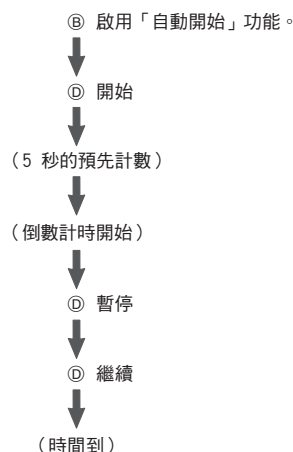 Ⓑ 啟用「自動開始」功能。
Ⓓ 開始
（5 秒的預先計數）
（倒數計時開始）
Ⓓ 暫停
Ⓓ 繼續
（時間到）